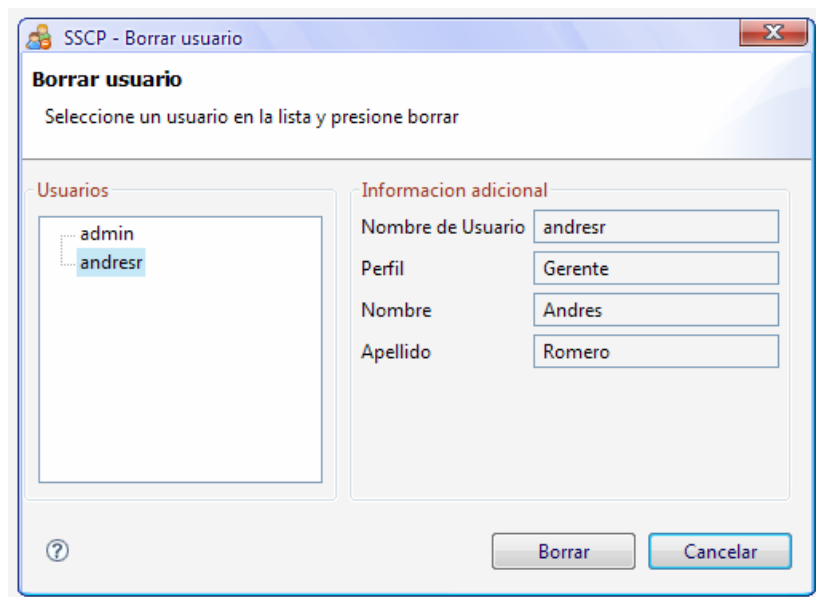 SSCP - Borrar usuario
Borrar usuario
Seleccione un usuario en la lista y presione borrar
Usuarios
admin
andresr
Informacion adicional
Nombre de Usuario andresr
Perfil Gerente
Nombre Andres
Apellido Romero
?
Borrar Cancelar